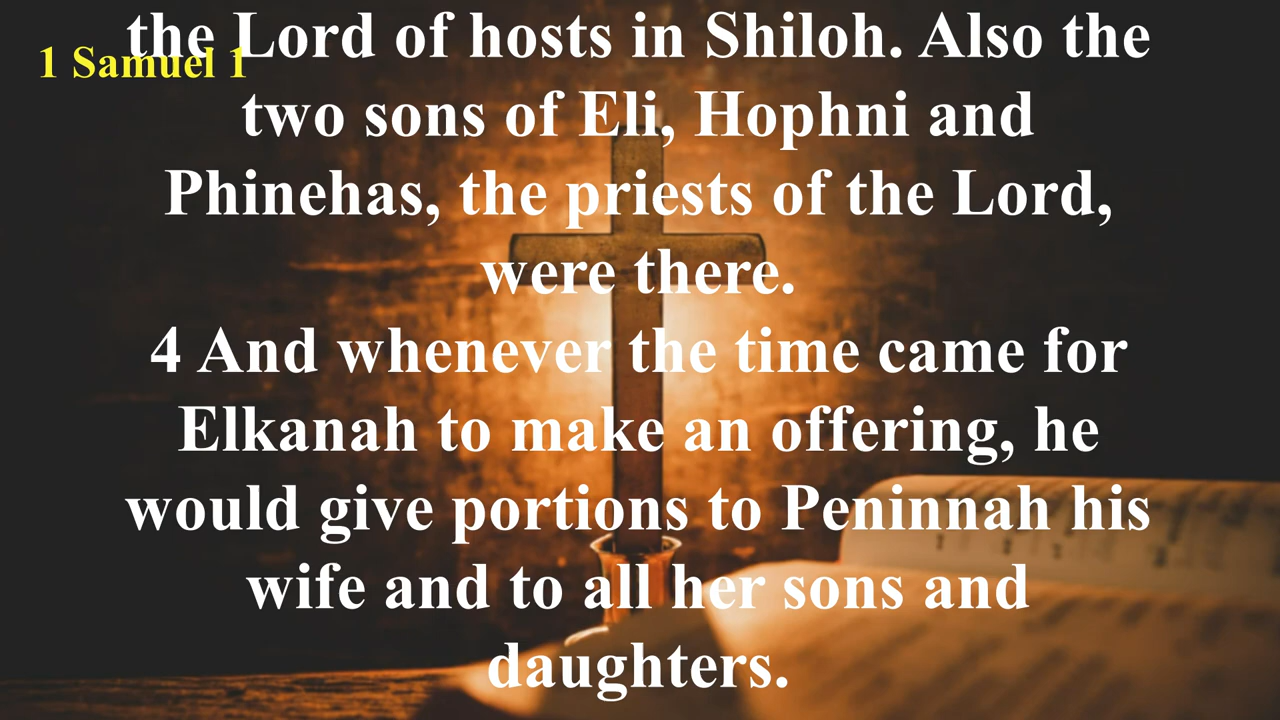 the Lord of hosts in Shiloh. Also the
1 Samuel 1
two sons of Eli, Hophni and
Phinehas, the priests of the Lord,
were there.
4 And whenever the time came for
Elkanah to make an offering, he
would give portions to Peninnah his
wife and to all her sons and
daughters.